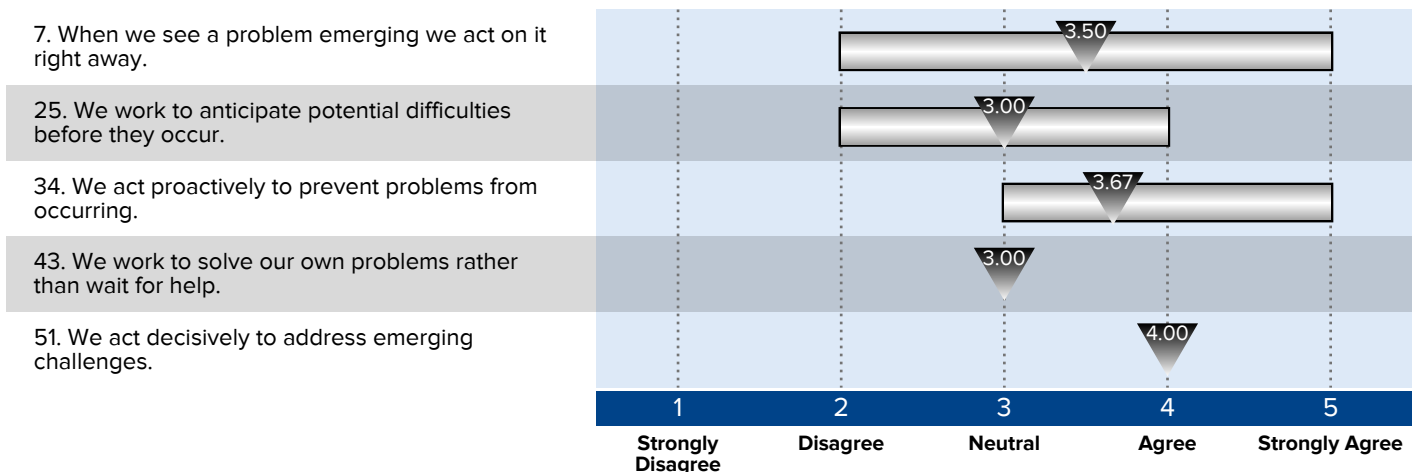 7. When we see a problem emerging we act on it
right away.
3.50
25. We work to anticipate potential difficulties
before they occur.
3.00
34. We act proactively to prevent problems from
occurring.
3.67
43. We work to solve our own problems rather
than wait for help.
3.00
51. We act decisively to address emerging
challenges.
4.00
1 2 3 4 5
Strongly Disagree Neutral Agree Strongly Agree
Disagree